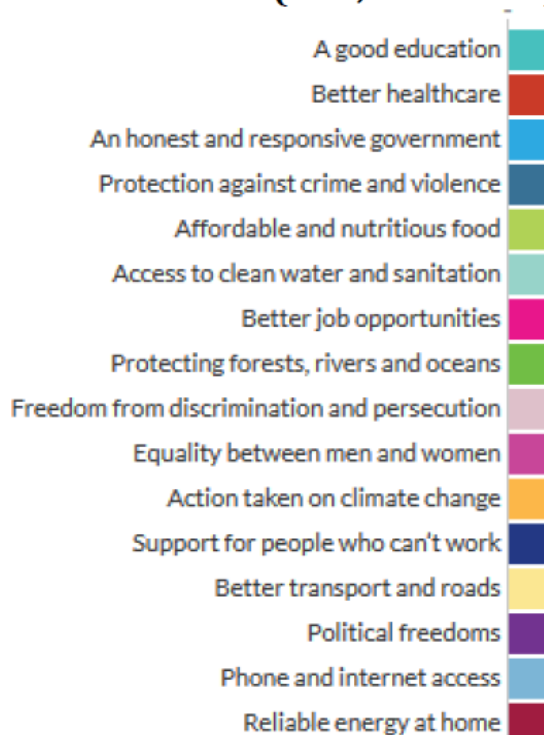 A good education
Better healthcare
An honest and responsive government
Protection against crime and violence
Affordable and nutritious food
Access to clean water and sanitation
Better job opportunities
Protecting forests, rivers and oceans
Freedom from discrimination and persecution
Equality between men and women
Action taken on climate change
Support for people who can't work
Better transport and roads
Political freedoms
Phone and internet access
Reliable energy at home